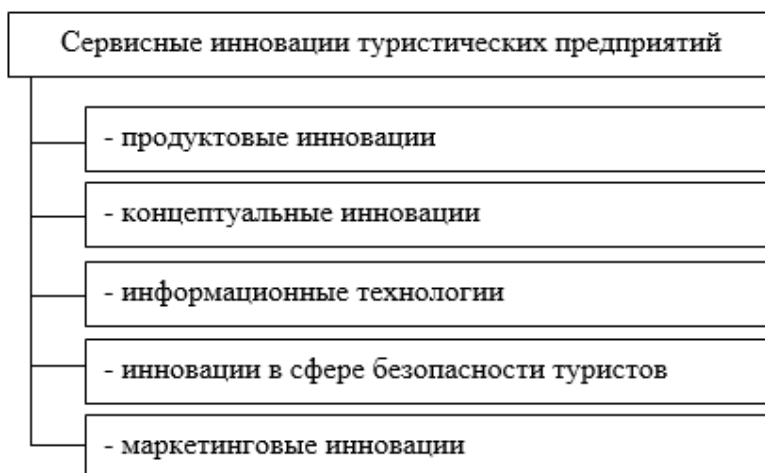 Сервисные инновации туристических предприятий
- продуктовые инновации
- концептуальные инновации
- информационные технологии
- инновации в сфере безопасности туристов
- маркетинговые инновации